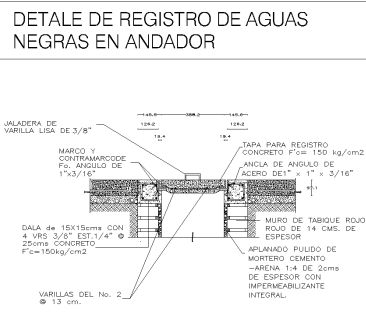 DETALE DE REGISTRO DE AGUAS
NEGRAS EN ANDADOR
JALADERA DE
VARILLA LISA DE 3/8"
MARCO Y
CONTRAMARCODE
Fo. ANGULO DE
1"x3/16"
TAPA PARA REGISTRO
CONCRETO F'c= 150 kg/cm2
ANCLA DE ANGULO DE
ACERO DE1" x 1" x 3/16"
DALA de 15X15cms CON
4 VRS 3/8" EST.1/4" @
25cms CONCRETO
F'c=150kg/cm2
MURO DE TABIQUE ROJO
ROJO DE 14 CMS. DE
ESPESOR
APLANADO PULIDO DE
MORTERO CEMENTO
-ARENA 1:4 DE 2cms
DE ESPESOR CON
IMPERMEABILIZANTE
INTEGRAL.
VARILLAS DEL No. 2
@ 13 cm.